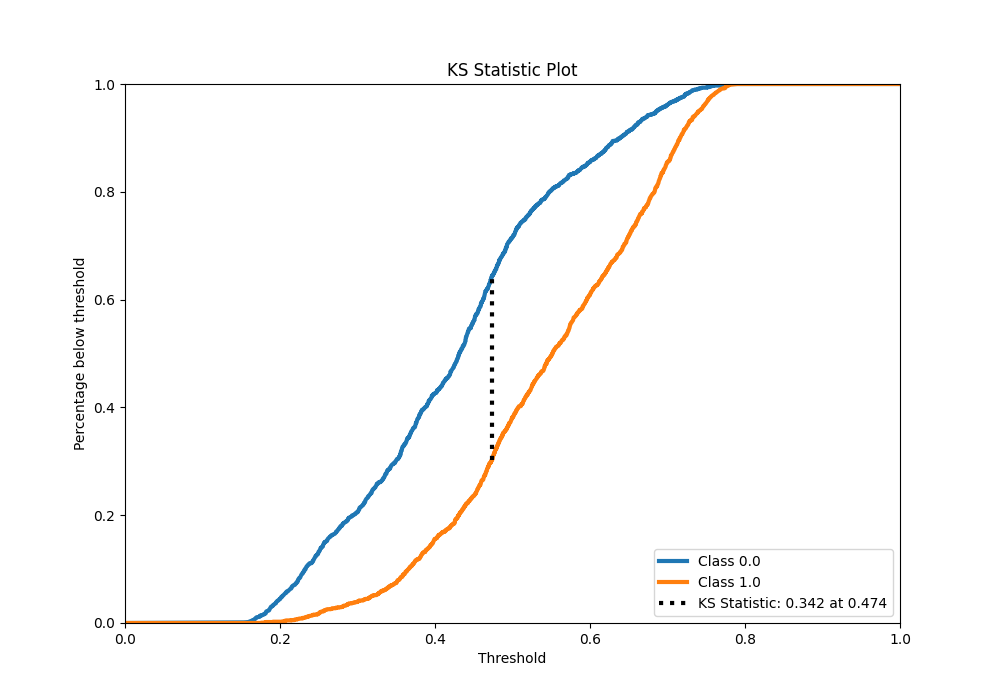 KS Statistic Plot
1.0
0.8
0.6
0.4
0.2
0.0
Percentage below threshold
0.0 0.2 0.4 0.6 0.8 1.0
Threshold
Class 0.0
Class 1.0
KS Statistic: 0.342 at 0.474